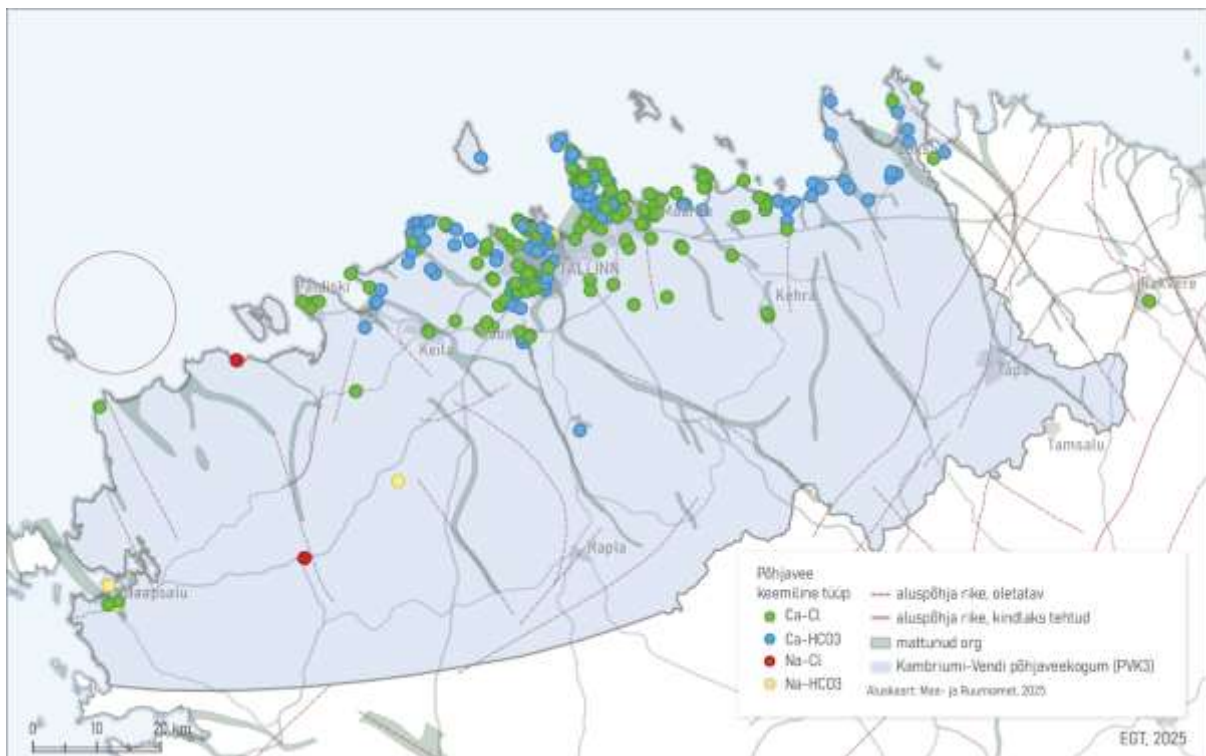 TALLINN
Paldiski
Kehra
Rakvere
Keila
Tapa
Tamsalu
Rapla
Haapsalu
Põhjavee
keemiline tüüp
Ca-Cl
Ca-HCO3
Na-Cl
Na-HCO3
aluspõhja rike, oletatav
aluspõhja rike, kindlaks tehtud
mattunud org
Kambriumi-Vendi põhjaveekogum (PVK3)
Aluskaart: Maa- ja Ruumiamet, 2025
0 10 20 km
EGT, 2025